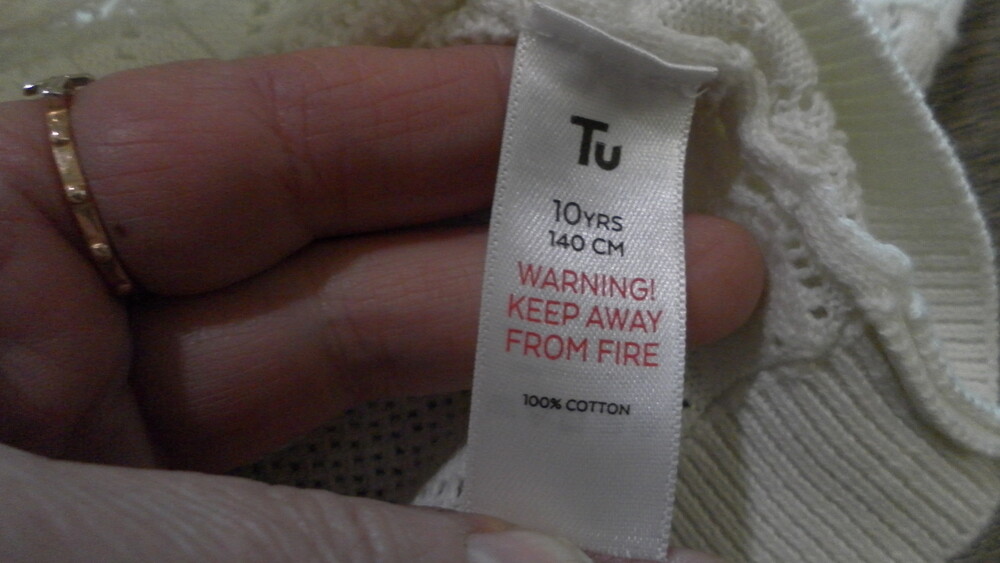 Tu
10YRS
140 CM
WARNING!
KEEP AWAY
FROM FIRE
100% COTTON